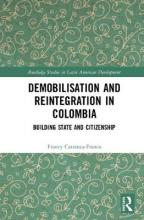 Routledge Studies in Latin American Development
DEMOBILISATION AND
REINTEGRATION IN
COLOMBIA
BUILDING STATE AND CITIZENSHIP
Francy Carranza-Franco